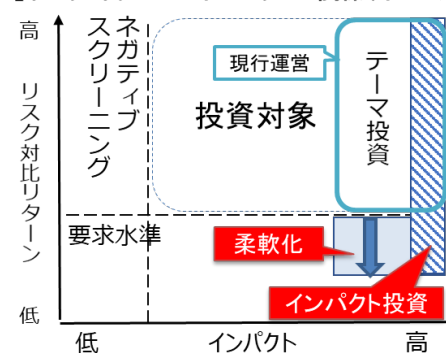 高
リスク対比リターン
低
ネガティブ
スクリーニング
現行運営
投資対象
テーマ投資
要求水準
柔軟化
インパクト投資
低
インパクト
高